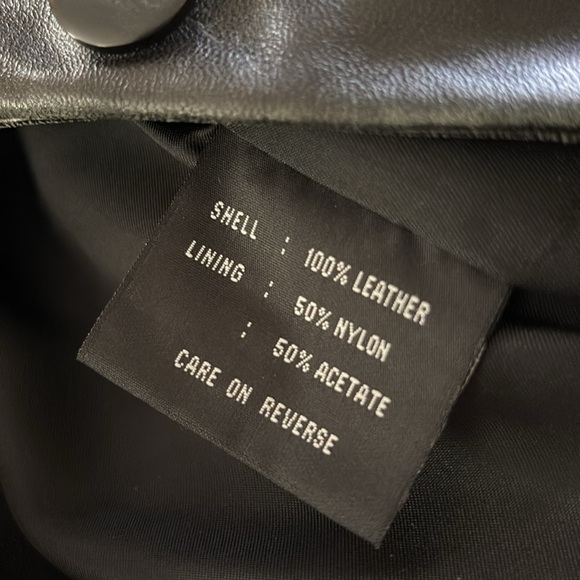 SHELL : 100% LEATHER
LINING : 50% NYLON
: 50% ACETATE
CARE ON REVERSE